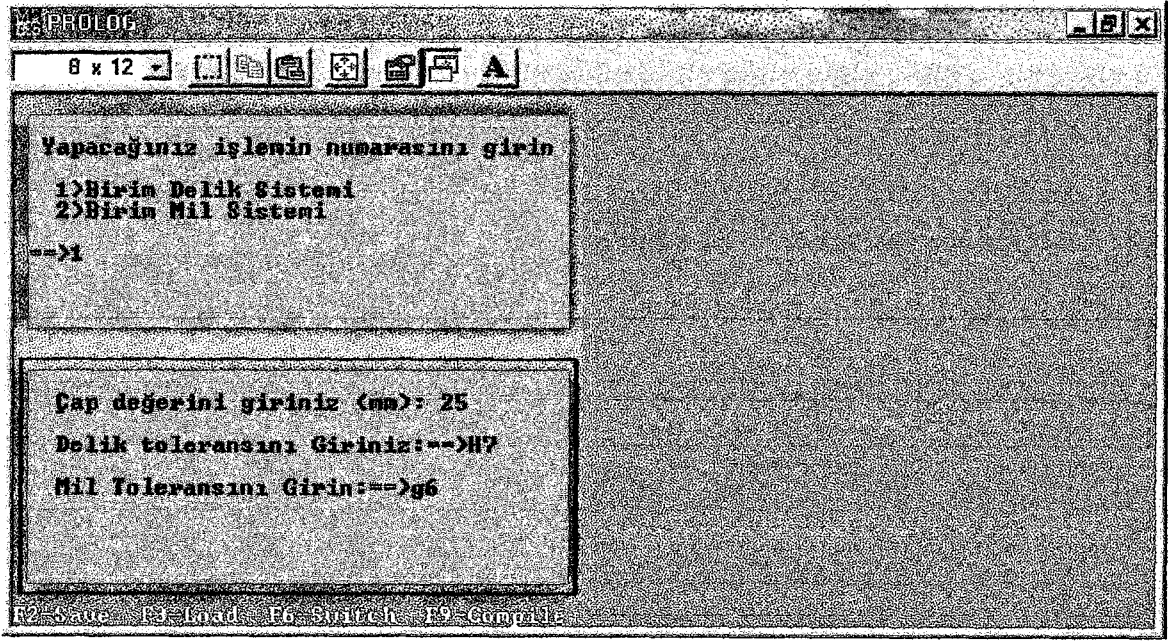 PROLOG
8 x 12
A
Yapacağınız işlemin numarasını girin
1)Birim Delik Sistemi
2)Birim Mil Sistemi
==>1
Çap değerini giriniz (mm): 25
Delik toleransını Giriniz:==>H7
Mil Toleransını Girin:==>g6
F2-Save F3-Load F6-Switch F9-Compile